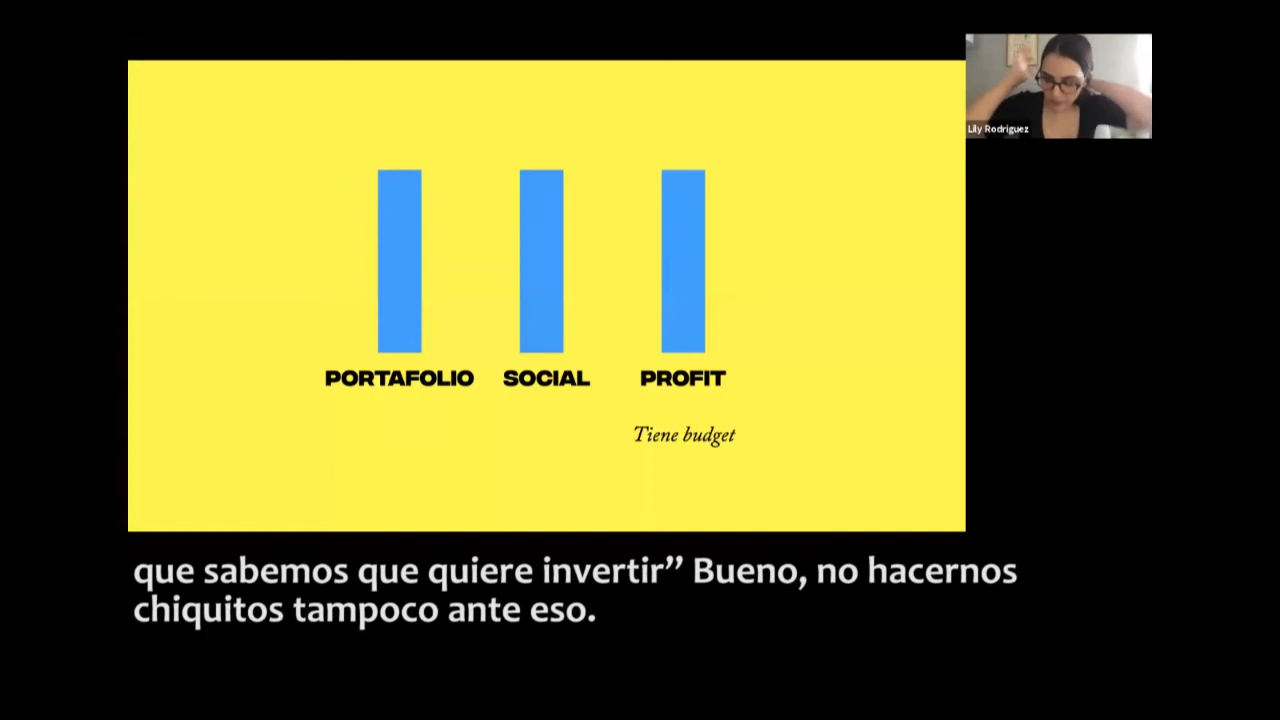 Lily Rodriguez
PORTAFOLIO SOCIAL PROFIT
Tiene budget
que sabemos que quiere invertir” Bueno, no hacernos
chiquitos tampoco ante eso.